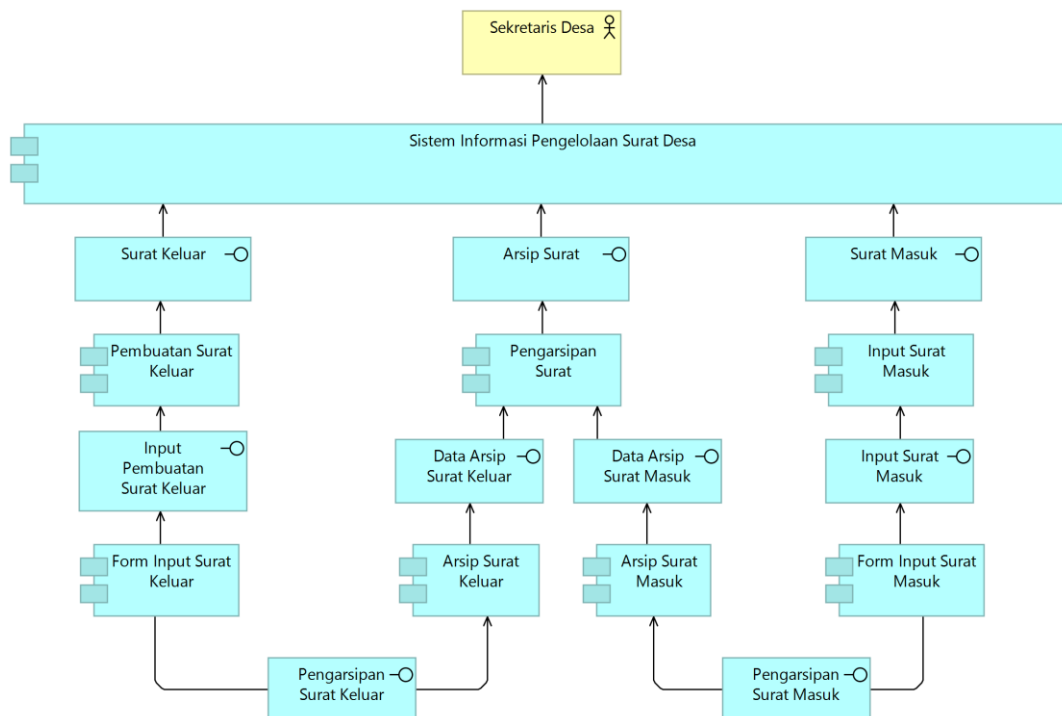 Sekretaris Desa
Sistem Informasi Pengelolaan Surat Desa
Surat Keluar
Arsip Surat
Surat Masuk
Pembuatan Surat
Keluar
Pengarsipan
Surat
Input Surat
Masuk
Input
Pembuatan
Surat Keluar
Data Arsip
Surat Keluar
Data Arsip
Surat Masuk
Input Surat
Masuk
Form Input Surat
Keluar
Arsip Surat
Keluar
Arsip Surat
Masuk
Form Input Surat
Masuk
Pengarsipan
Surat Keluar
Pengarsipan
Surat Masuk